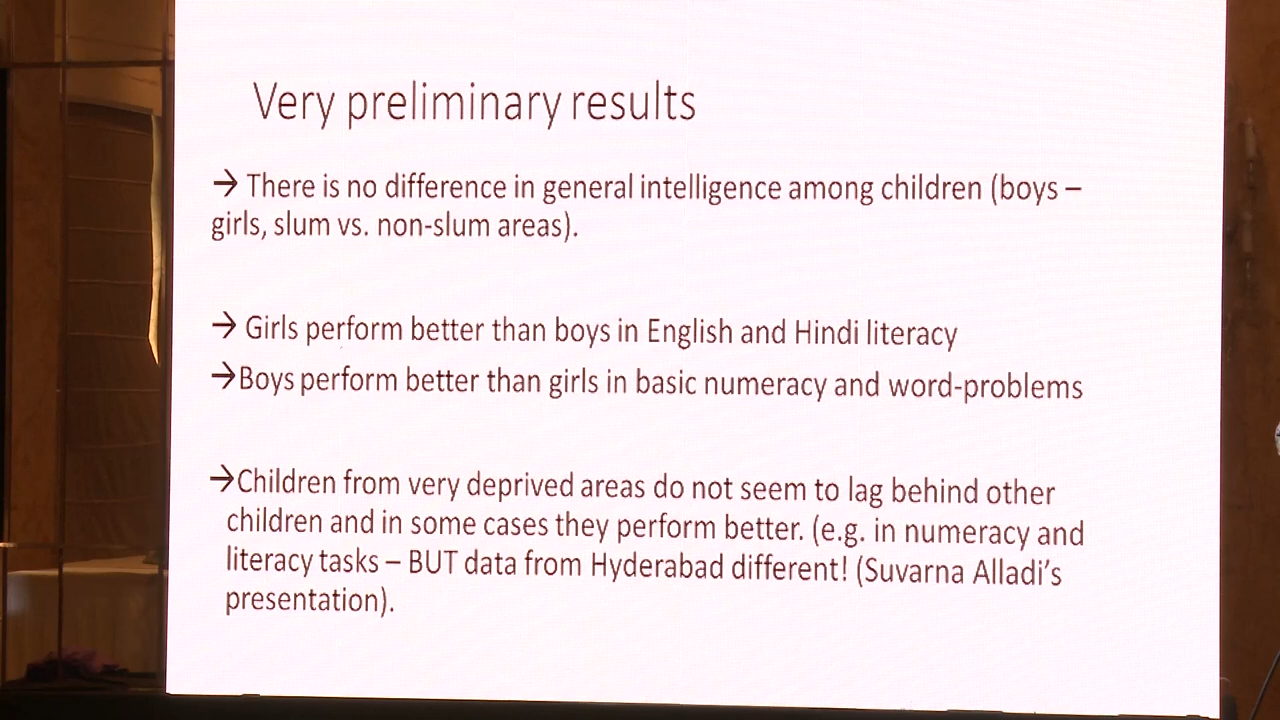 Very preliminary results
→ There is no difference in general intelligence among children (boys –
girls, slum vs. non-slum areas).
→ Girls perform better than boys in English and Hindi literacy
→Boys perform better than girls in basic numeracy and word-problems
→Children from very deprived areas do not seem to lag behind other
children and in some cases they perform better. (e.g. in numeracy and
literacy tasks – BUT data from Hyderabad different! (Suvarna Alladi’s
presentation).